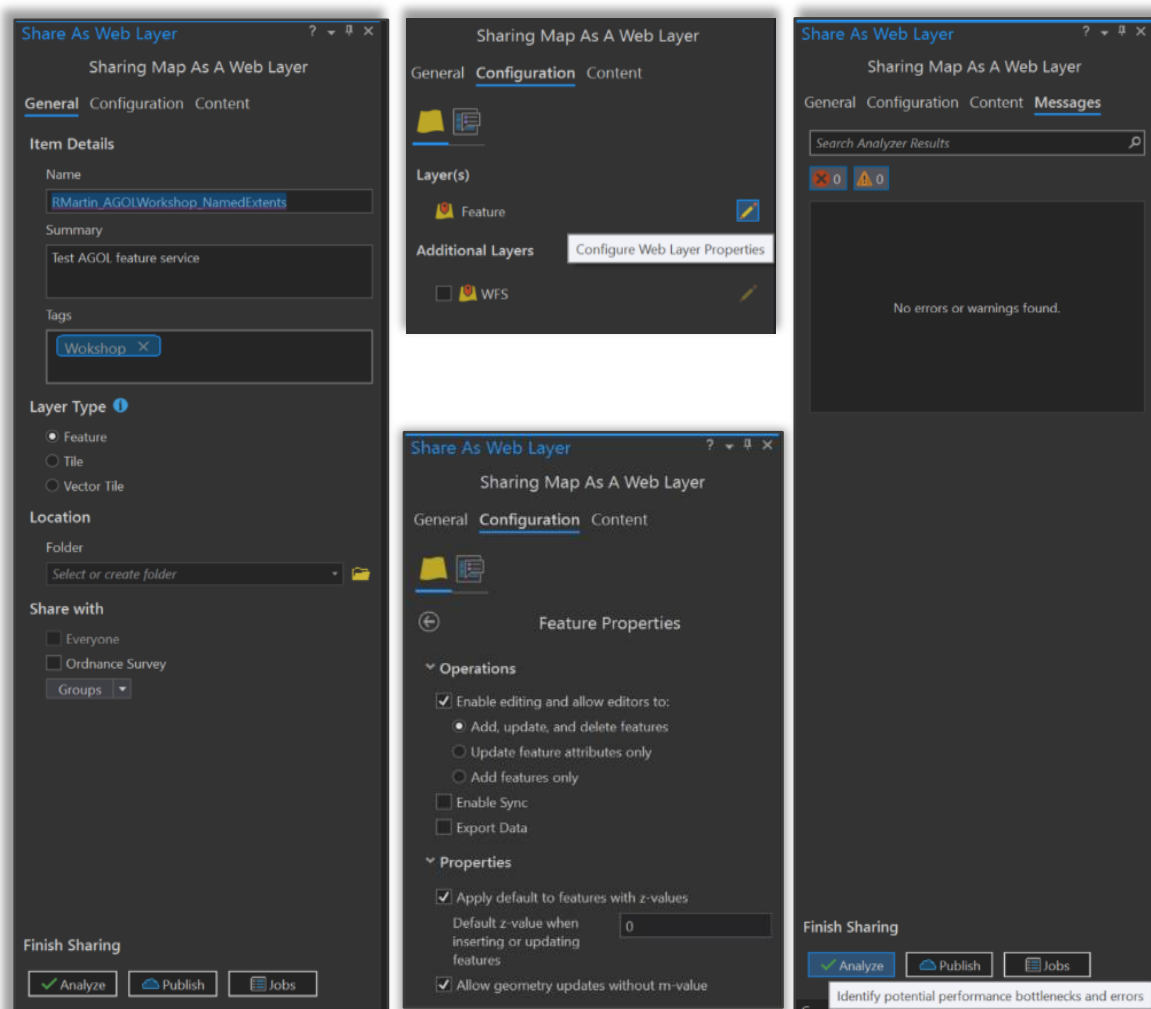 Share As Web Layer
?
Sharing Map As A Web Layer
General Configuration Content
Item Details
Name
RMartin_AGOLWorkshop_NamedExtents
Summary
Test AGOL feature service
Tags
Wokshop
Layer Type
Feature
Tile
Vector Tile
Location
Folder
Select or create folder
Share with
Everyone
Ordnance Survey
Groups
Finish Sharing
Analyze Publish Jobs
Sharing Map As A Web Layer
General Configuration Content
Layer(s)
Feature
Configure Web Layer Properties
Additional Layers
WFS
Share As Web Layer
?
Sharing Map As A Web Layer
General Configuration Content
Feature Properties
Operations
Enable editing and allow editors to:
Add, update, and delete features
Update feature attributes only
Add features only
Enable Sync
Export Data
Properties
Apply default to features with z-values
Default z-value when
inserting or updating
features
0
Allow geometry updates without m-value
Share As Web Layer
?
Sharing Map As A Web Layer
General Configuration Content Messages
Search Analyzer Results
0 0
No errors or warnings found.
Finish Sharing
Analyze Publish Jobs
Identify potential performance bottlenecks and errors